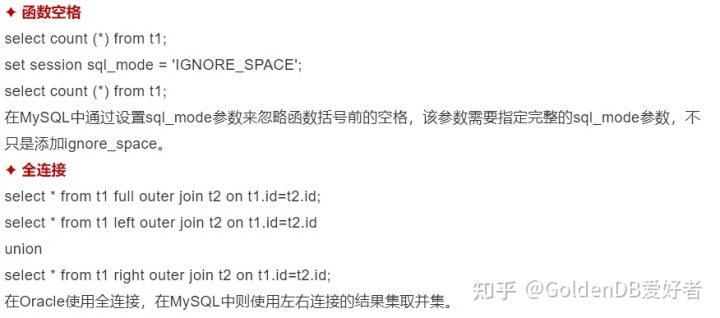 ✦ 函数空格
select count (*) from t1;
set session sql_mode = 'IGNORE_SPACE';
select count (*) from t1;
在MySQL中通过设置sql_mode参数来忽略函数括号前的空格，该参数需要指定完整的sql_mode参数，不
只是添加ignore_space。
✦ 全连接
select * from t1 full outer join t2 on t1.id=t2.id;
select * from t1 left outer join t2 on t1.id=t2.id
union
select * from t1 right outer join t2 on t1.id=t2.id;
在Oracle使用全连接，在MySQL中则使用左右连接的结果集取并集。
知乎 @GoldenDB爱好者